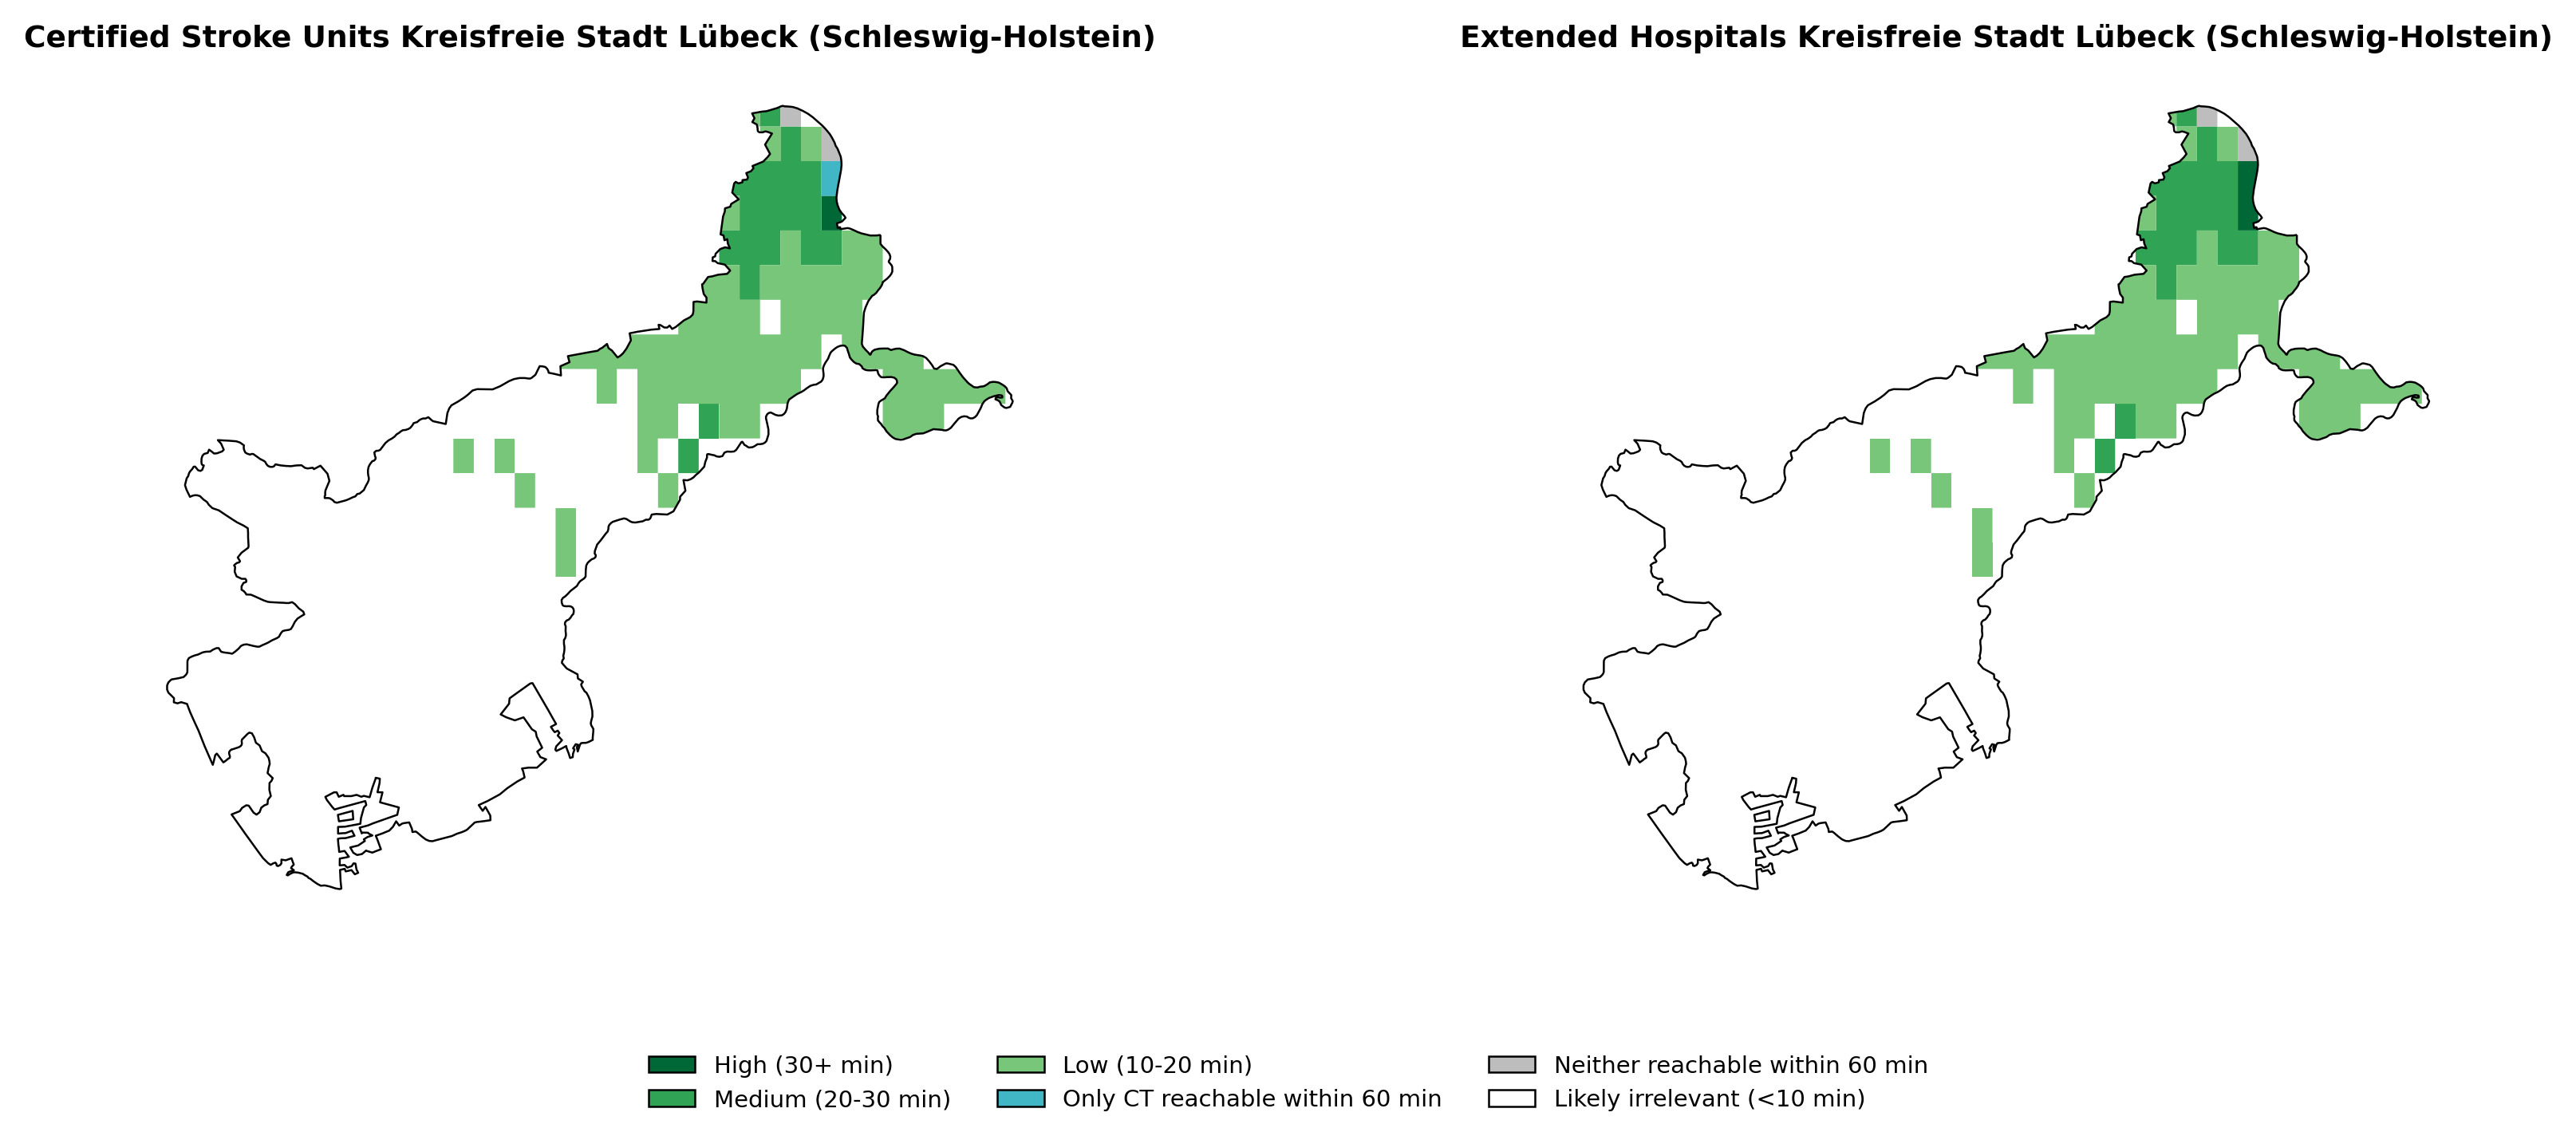 Certified Stroke Units Kreisfreie Stadt Lübeck (Schleswig-Holstein)
Extended Hospitals Kreisfreie Stadt Lübeck (Schleswig-Holstein)
High (30+ min)
Medium (20-30 min)
Low (10-20 min)
Only CT reachable within 60 min
Neither reachable within 60 min
Likely irrelevant (<10 min)